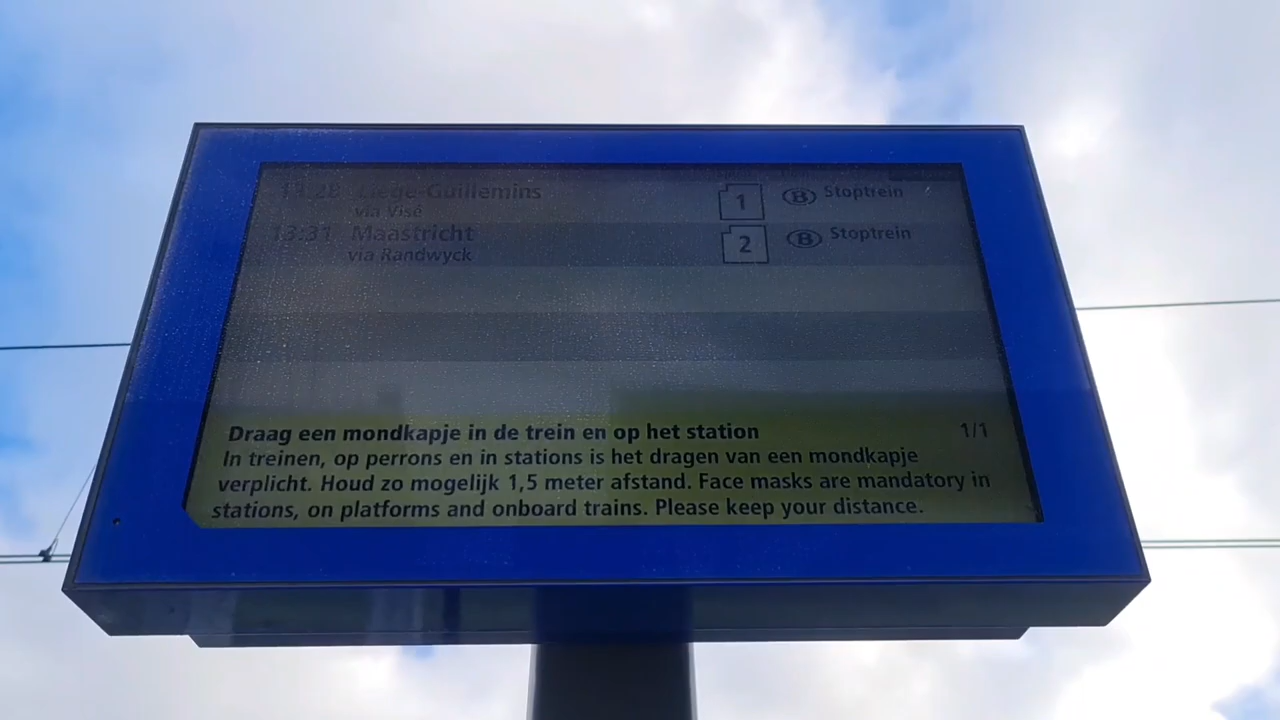 Liege-Guillemins 1 B Stoptrein
via Visé
13:31 Maastricht 2 B Stoptrein
via Randwyck
Draag een mondkapje in de trein en op het station 1/1
In treinen, op perrons en in stations is het dragen van een mondkapje
verplicht. Houd zo mogelijk 1,5 meter afstand. Face masks are mandatory in
stations, on platforms and onboard trains. Please keep your distance.